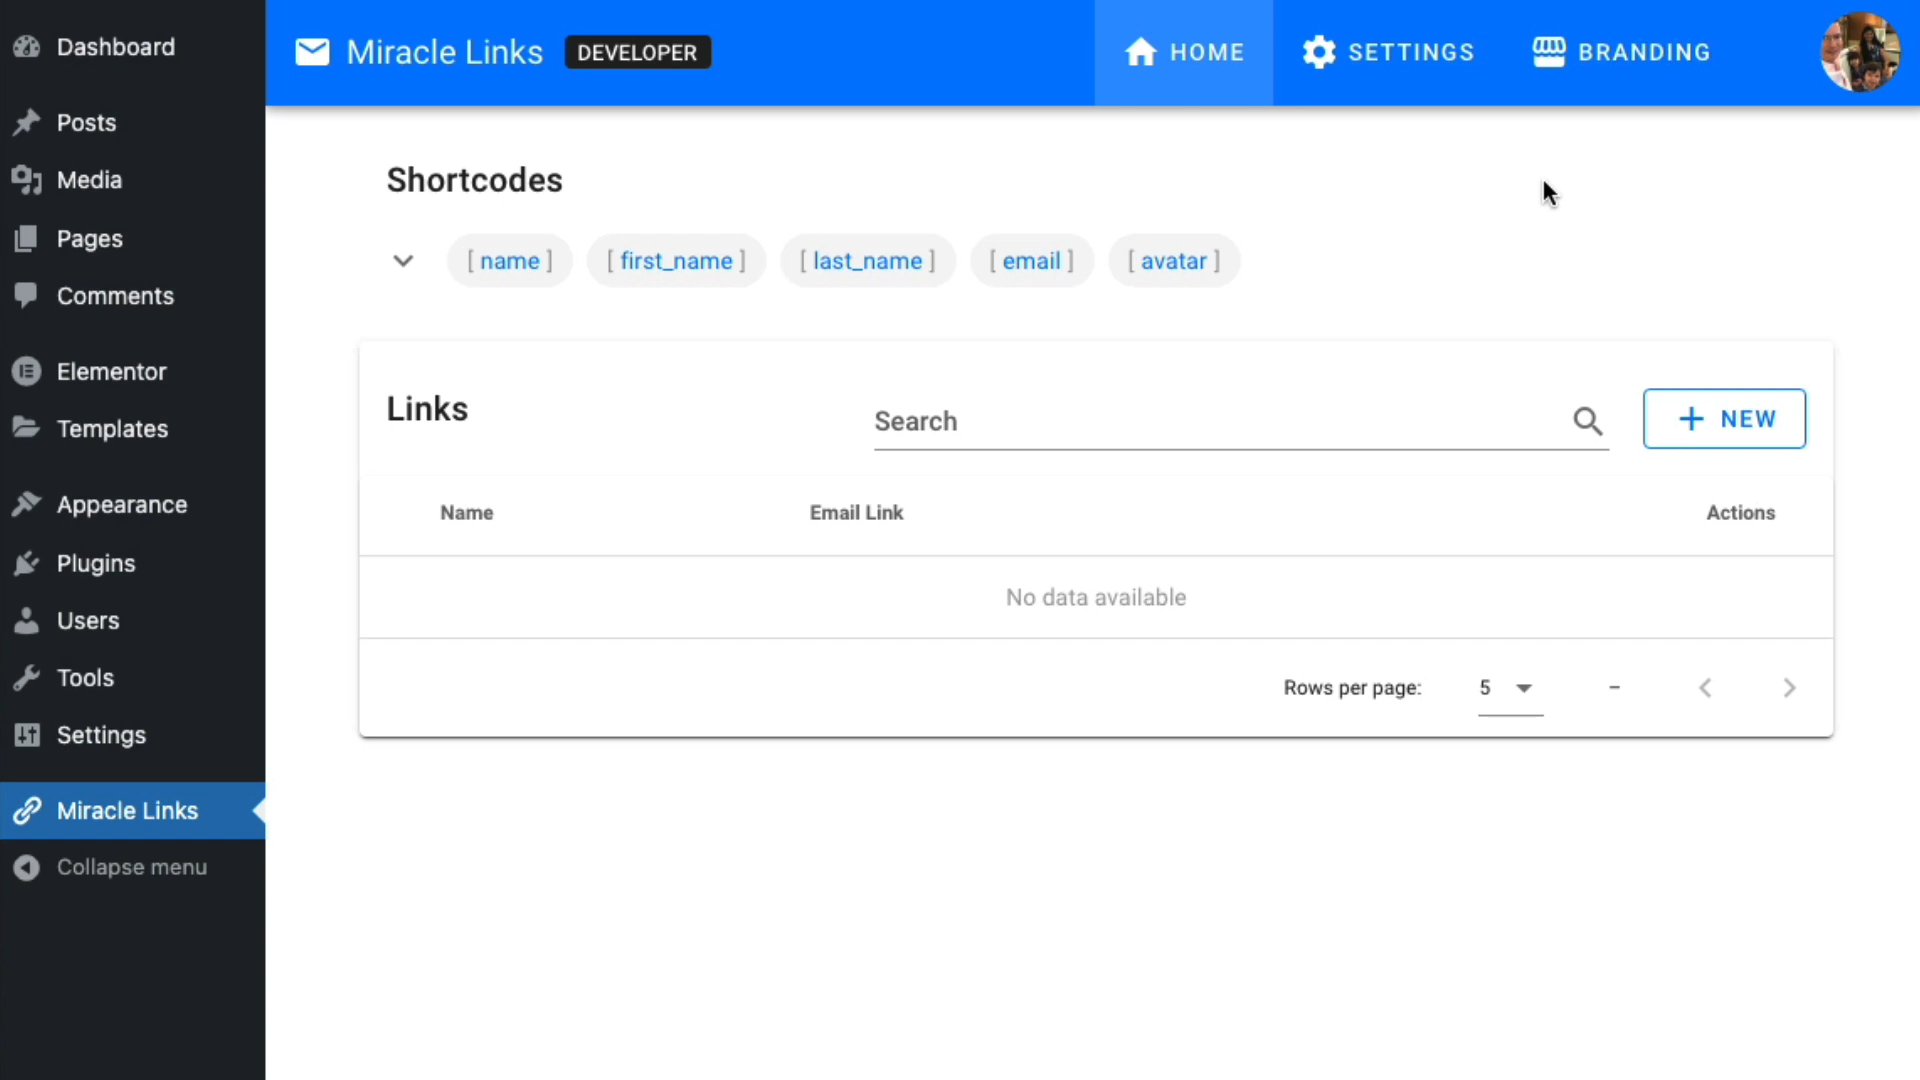 Dashboard
Posts
Media
Pages
Comments
Elementor
Templates
Appearance
Plugins
Users
Tools
Settings
Miracle Links
Collapse menu
Miracle Links DEVELOPER HOME SETTINGS BRANDING
Shortcodes
[ name ] [ first_name ] [ last_name ] [ email ] [ avatar ]
Links Search + NEW
Name Email Link Actions
No data available
Rows per page: 5 –